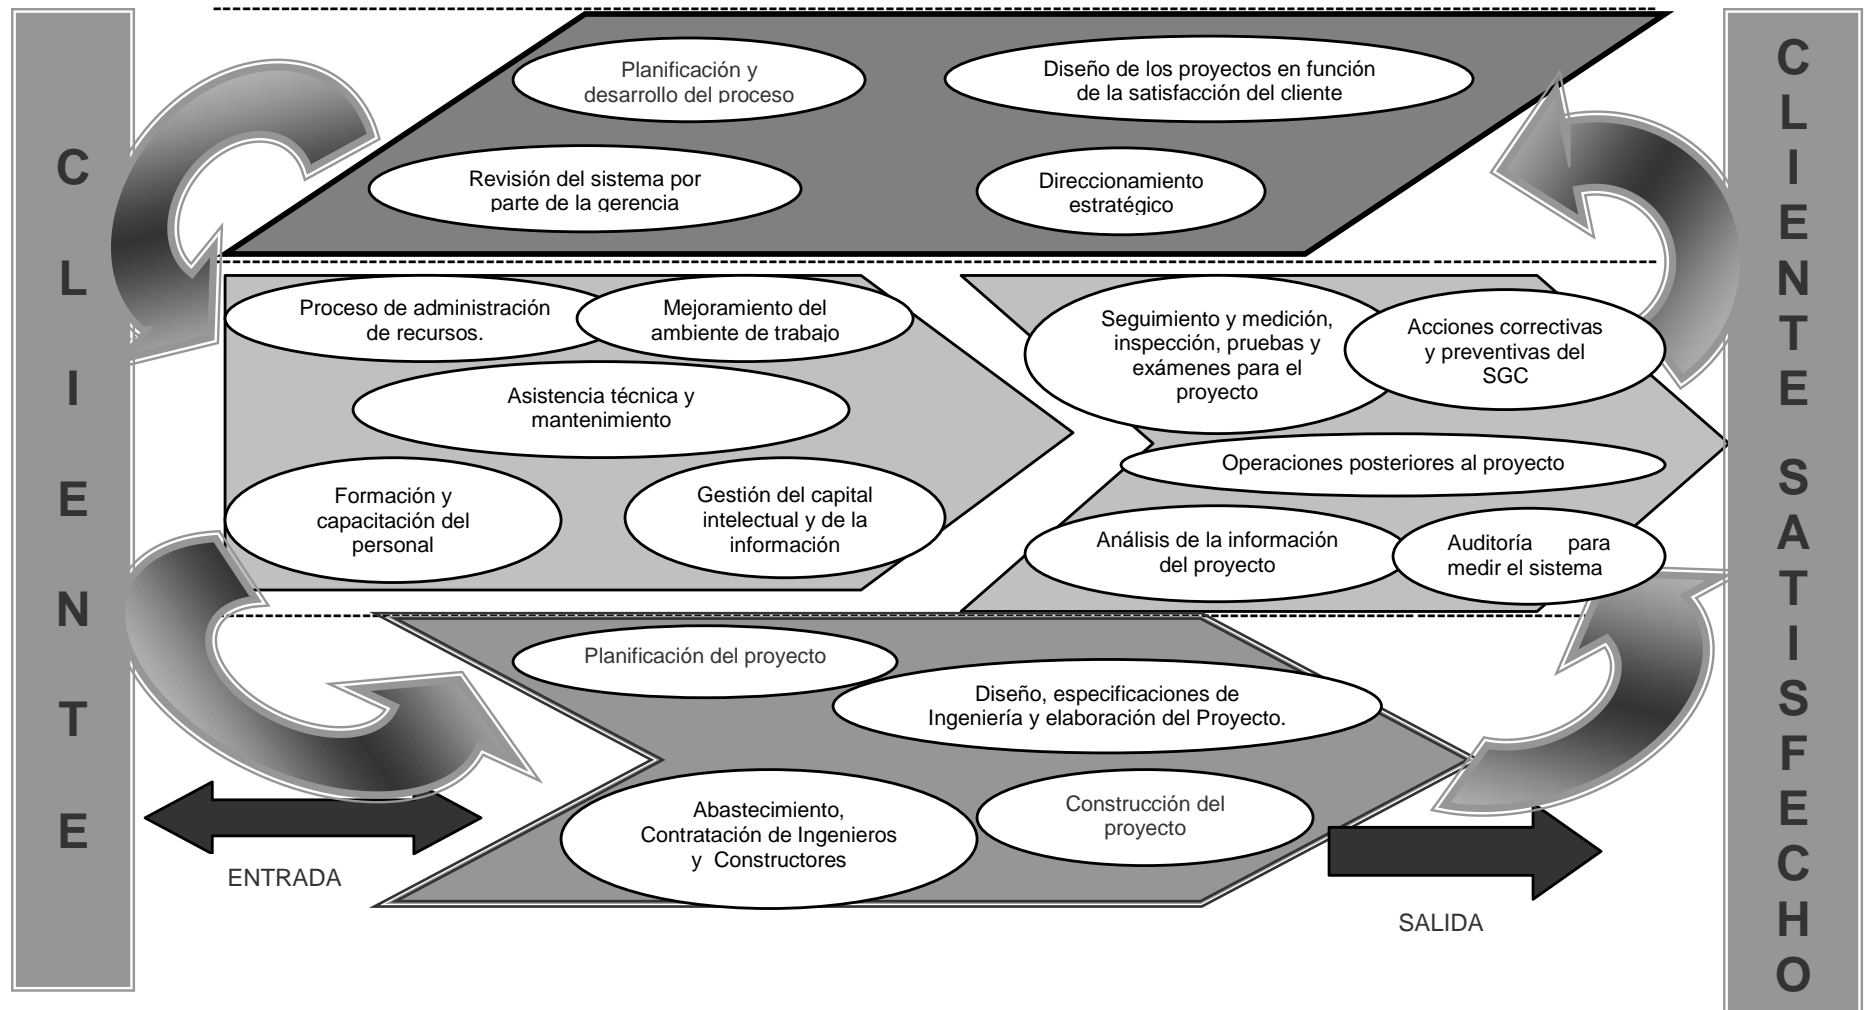 CLIENTE
Planificación y
desarrollo del proceso
Diseño de los proyectos en función
de la satisfacción del cliente
Revisión del sistema por
parte de la gerencia
Direccionamiento
estratégico
Proceso de administración
de recursos.
Mejoramiento del
ambiente de trabajo
Asistencia técnica y
mantenimiento
Formación y
capacitación del
personal
Gestión del capital
intelectual y de la
información
Seguimiento y medición,
inspección, pruebas y
exámenes para el
proyecto
Acciones correctivas
y preventivas del
SGC
Operaciones posteriores al proyecto
Análisis de la información
del proyecto
Auditoría para
medir el sistema
Planificación del proyecto
Diseño, especificaciones de
Ingeniería y elaboración del Proyecto.
Abastecimiento,
Contratación de Ingenieros
y Constructores
Construcción del
proyecto
ENTRADA
SALIDA
CLIENTE SATISFECHO